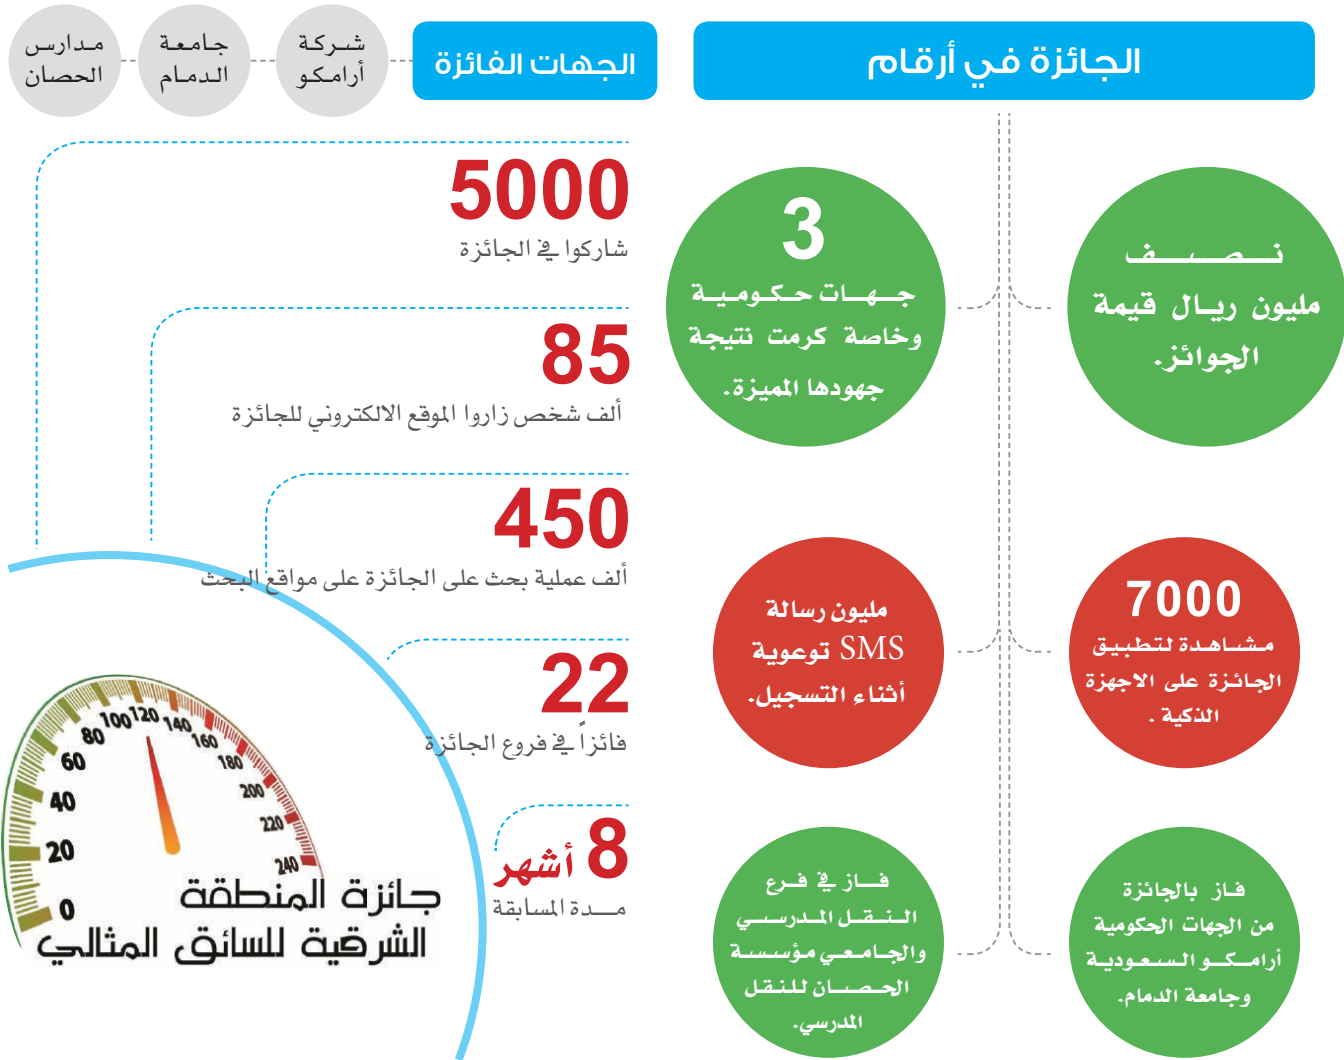 الجائزة في أرقام
نصف
مليون ريال قيمة
الجوائز.
3
جهات حكومية
وخاصة كرمت نتيجة
جهودها المميزة.
7000
مشاهدة لتطبيق
الجائزة على الاجهزة
الذكية .
مليون رسالة
SMS توعوية
أثناء التسجيل.
فاز بالجائزة
من الجهات الحكومية
أرامكو السعودية
وجامعة الدمام.
فاز في فرع
النقل المدرسي
والجامعي مؤسسة
الحصان للنقل
المدرسي.
الجهات الفائزة
شركة
أرامكو
جامعة
الدمام
مدارس
الحصان
5000
شاركوا في الجائزة
85
ألف شخص زاروا الموقع الالكتروني للجائزة
450
ألف عملية بحث على الجائزة على مواقع البحث
22
فائزاً في فروع الجائزة
8 أشهر
مدة المسابقة
0
20
40
60
80
100
120
140
160
180
200
220
240
جائزة المنطقة
الشرقية للسائق المثالي